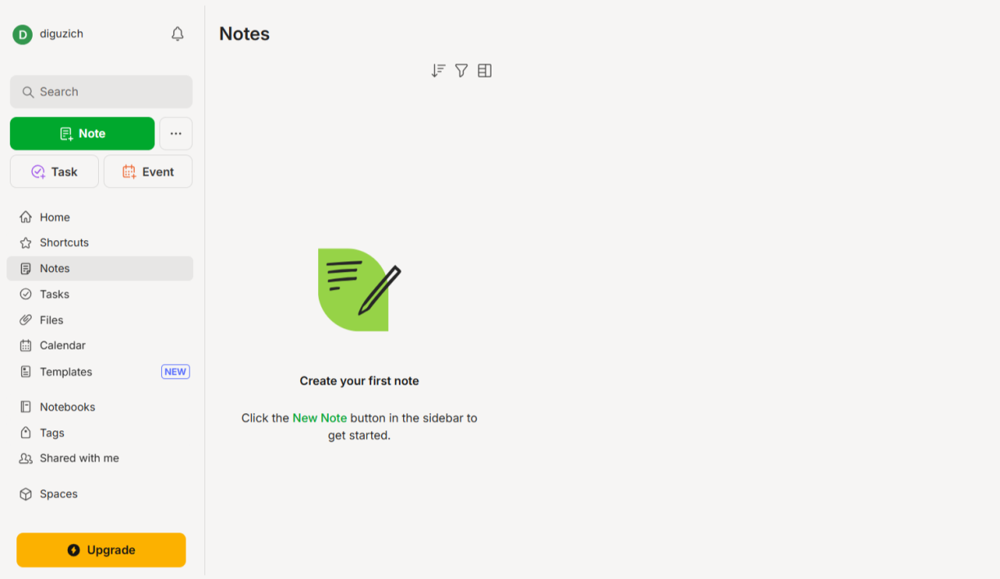 D diguzich
Notes
Search
Note
Task
Event
Home
Shortcuts
Notes
Tasks
Files
Calendar
Templates NEW
Notebooks
Tags
Shared with me
Spaces
Upgrade
Create your first note
Click the New Note button in the sidebar to
get started.